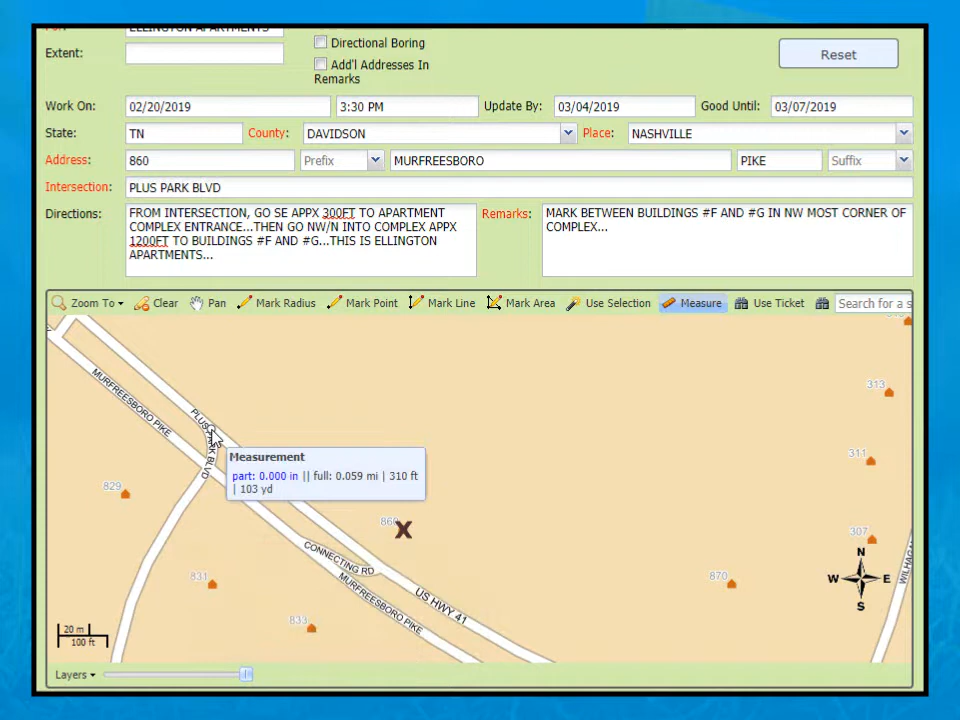 ELLINGTON APARTMENTS
Extent:
Directional Boring
Add'l Addresses In
Remarks
Reset
Work On: 02/20/2019 3:30 PM Update By: 03/04/2019 Good Until: 03/07/2019
State: TN County: DAVIDSON Place: NASHVILLE
Address: 860 Prefix MURFREESBORO PIKE Suffix
Intersection: PLUS PARK BLVD
Directions:
FROM INTERSECTION, GO SE APPX 300FT TO APARTMENT
COMPLEX ENTRANCE...THEN GO NW/N INTO COMPLEX APPX
1200FT TO BUILDINGS #F AND #G...THIS IS ELLINGTON
APARTMENTS...
Remarks:
MARK BETWEEN BUILDINGS #F AND #G IN NW MOST CORNER OF
COMPLEX...
Zoom To Clear Pan Mark Radius Mark Point Mark Line Mark Area Use Selection Measure Use Ticket Search for a s
MURFREESBORO PIKE
PLUS PARK BLVD
313
311
307
Measurement
part: 0.000 in || full: 0.059 mi | 310 ft
| 103 yd
829
860
X
CONNECTING RD
831
833
870
MURFREESBORO PIKE
US HWY 41
N
W E
S
20 m
100 ft
Layers